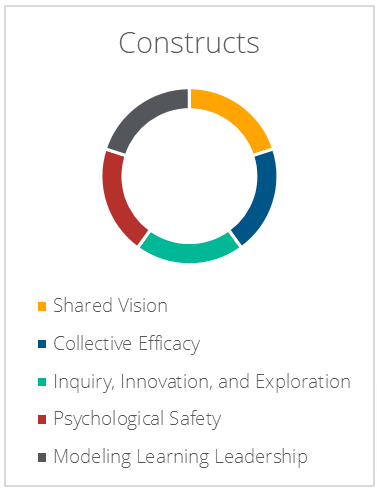 Constructs
Shared Vision
Collective Efficacy
Inquiry, Innovation, and Exploration
Psychological Safety
Modeling Learning Leadership